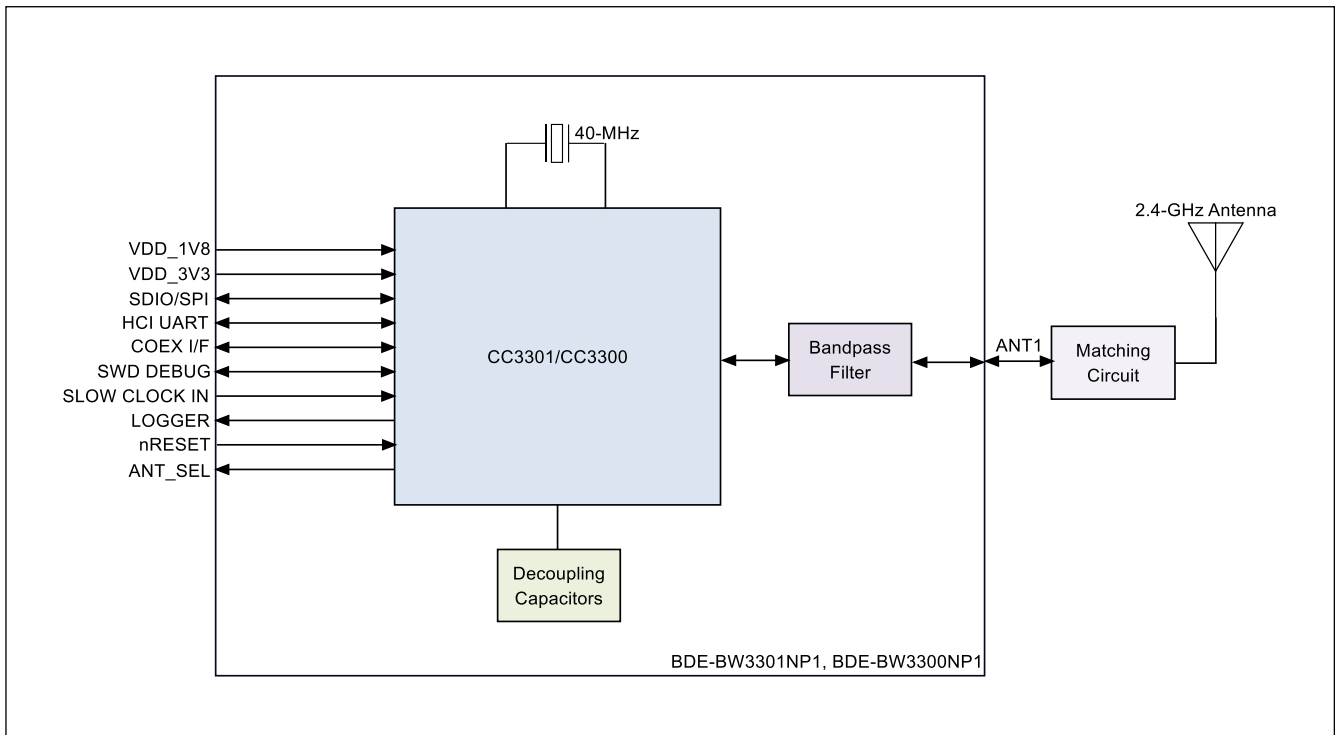 40-MHz
2.4-GHz Antenna
VDD_1V8
VDD_3V3
SDIO/SPI
HCI UART
COEX I/F
SWD DEBUG
SLOW CLOCK IN
LOGGER
nRESET
ANT_SEL
CC3301/CC3300
Bandpass
Filter
ANT1
Matching
Circuit
Decoupling
Capacitors
BDE-BW3301NP1, BDE-BW3300NP1